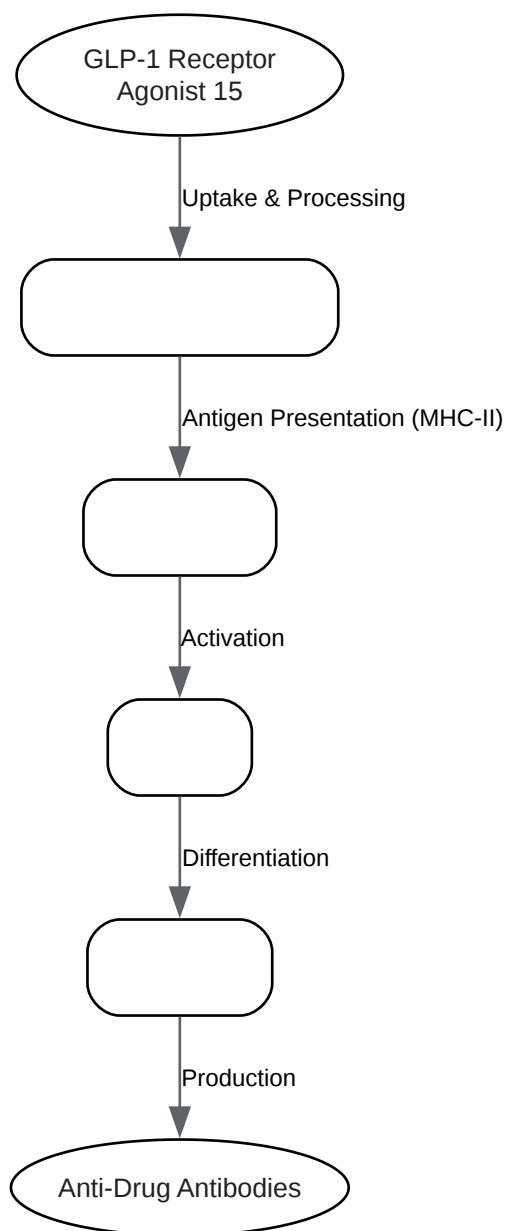 GLP-1 Receptor
Agonist 15
Uptake & Processing
Antigen Presentation (MHC-II)
Activation
Differentiation
Production
Anti-Drug Antibodies